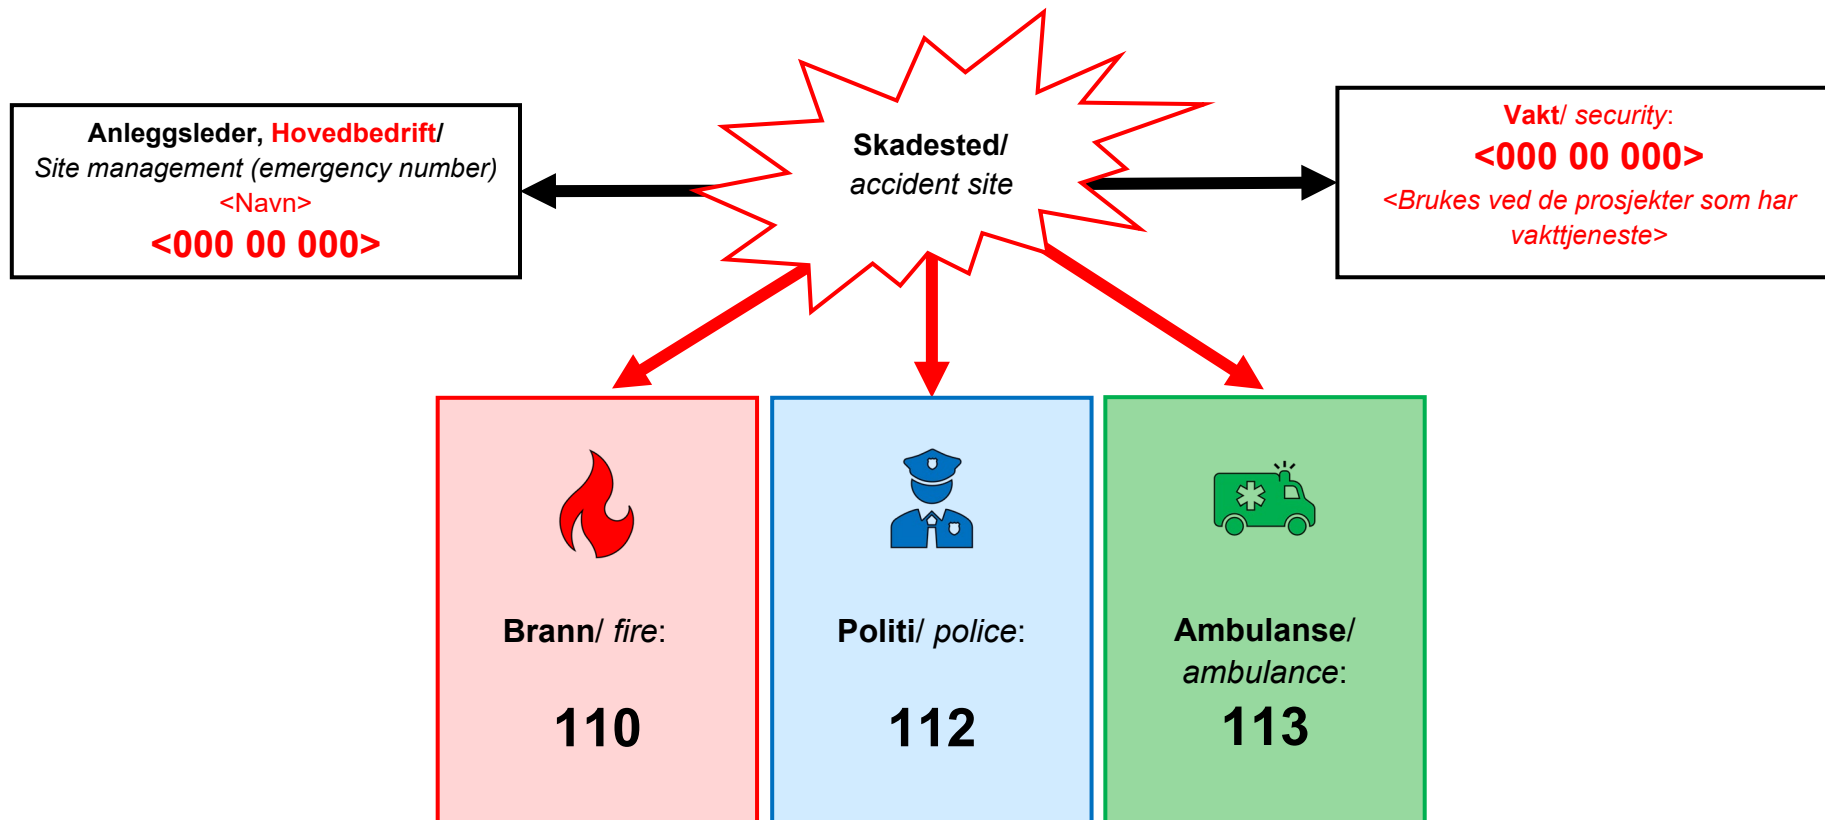 Anleggsleder, Hovedbedrift/
Site management (emergency number)
<Navn>
<000 00 000>
Skadested/
accident site
Vakt/ security:
<000 00 000>
<Brukes ved de prosjekter som har
vakttjeneste>
Brann/ fire:
110
Politi/ police:
112
Ambulanse/
ambulance:
113